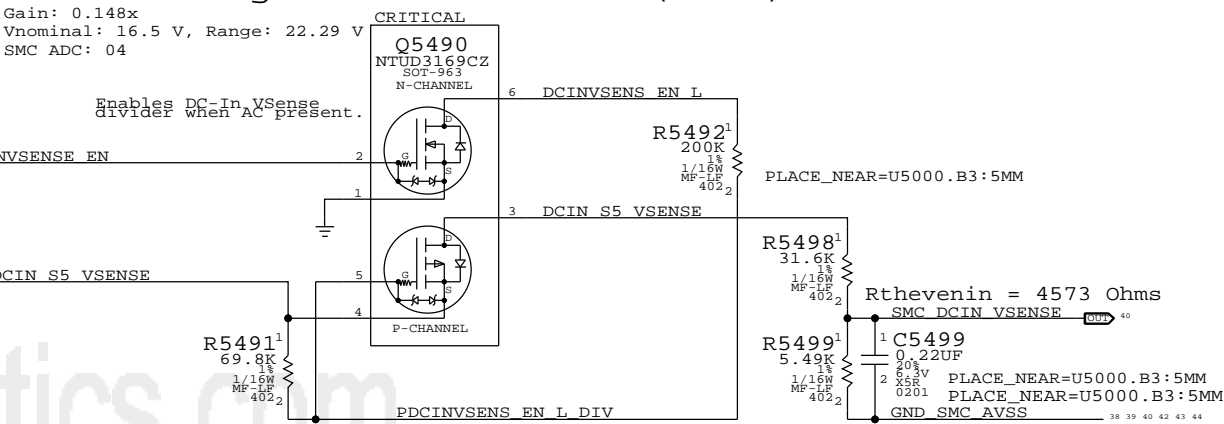 Gain: 0.148x
Vnominal: 16.5 V, Range: 22.29 V
SMC ADC: 04
CRITICAL
Q5490
NTUD3169CZ
SOT-963
N-CHANNEL
Enables DC-In VSense
divider when AC present.
6 DCINVSENS_EN_L
D
G
S
NVSENSE_EN 2
1
R5492 1
200K
1%
1/16W
MF-LF
402 2
PLACE_NEAR=U5000.B3:5MM
3 DCIN_S5_VSENSE
D
G
S
DCIN_S5_VSENSE 5
4
P-CHANNEL
R5498 1
31.6K
1%
1/16W
MF-LF
402 2
Rthevenin = 4573 Ohms
SMC_DCIN_VSENSE OUT 40
R5491 1
69.8K
1%
1/16W
MF-LF
402 2
R5499 1
5.49K
1%
1/16W
MF-LF
402 2
1 C5499
0.22UF
20%
6.3V
2 X5R
0201
PLACE_NEAR=U5000.B3:5MM
PLACE_NEAR=U5000.B3:5MM
PDCINVSENS_EN_L_DIV
GND_SMC_AVSS 38 39 40 42 43 44
tics.com